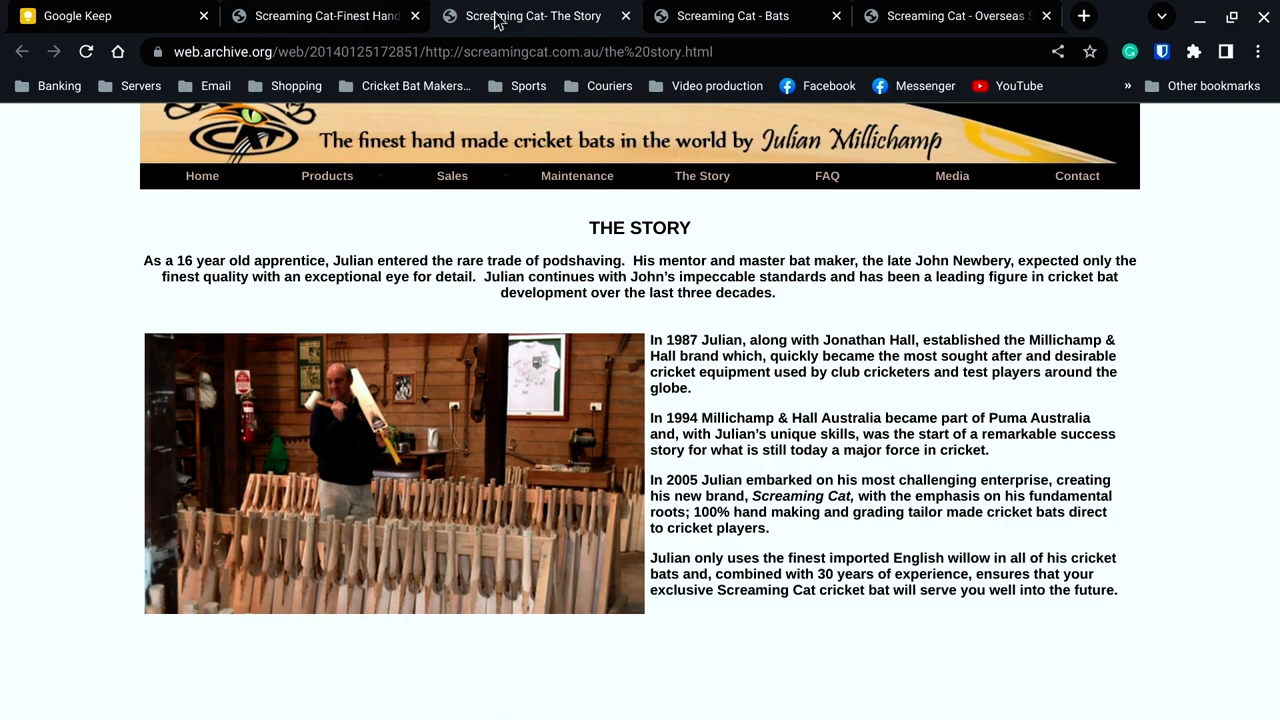 Google Keep
Screaming Cat-Finest Hand
Screaming Cat- The Story
Screaming Cat - Bats
Screaming Cat - Overseas S
web.archive.org/web/20140125172851/http://screamingcat.com.au/the%20story.html
Banking
Servers
Email
Shopping
Cricket Bat Makers...
Sports
Couriers
Video production
Facebook
Messenger
YouTube
»
Other bookmarks
CAT
The finest hand made cricket bats in the world by Julian Millichamp
Home
Products
Sales
Maintenance
The Story
FAQ
Media
Contact
THE STORY
As a 16 year old apprentice, Julian entered the rare trade of podshaving.  His mentor and master bat maker, the late John Newbery, expected only the
finest quality with an exceptional eye for detail.  Julian continues with John's impeccable standards and has been a leading figure in cricket bat
development over the last three decades.
In 1987 Julian, along with Jonathan Hall, established the Millichamp &
Hall brand which, quickly became the most sought after and desirable
cricket equipment used by club cricketers and test players around the
globe.
In 1994 Millichamp & Hall Australia became part of Puma Australia
and, with Julian's unique skills, was the start of a remarkable success
story for what is still today a major force in cricket.
In 2005 Julian embarked on his most challenging enterprise, creating
his new brand, Screaming Cat, with the emphasis on his fundamental
roots; 100% hand making and grading tailor made cricket bats direct
to cricket players.
Julian only uses the finest imported English willow in all of his cricket
bats and, combined with 30 years of experience, ensures that your
exclusive Screaming Cat cricket bat will serve you well into the future.